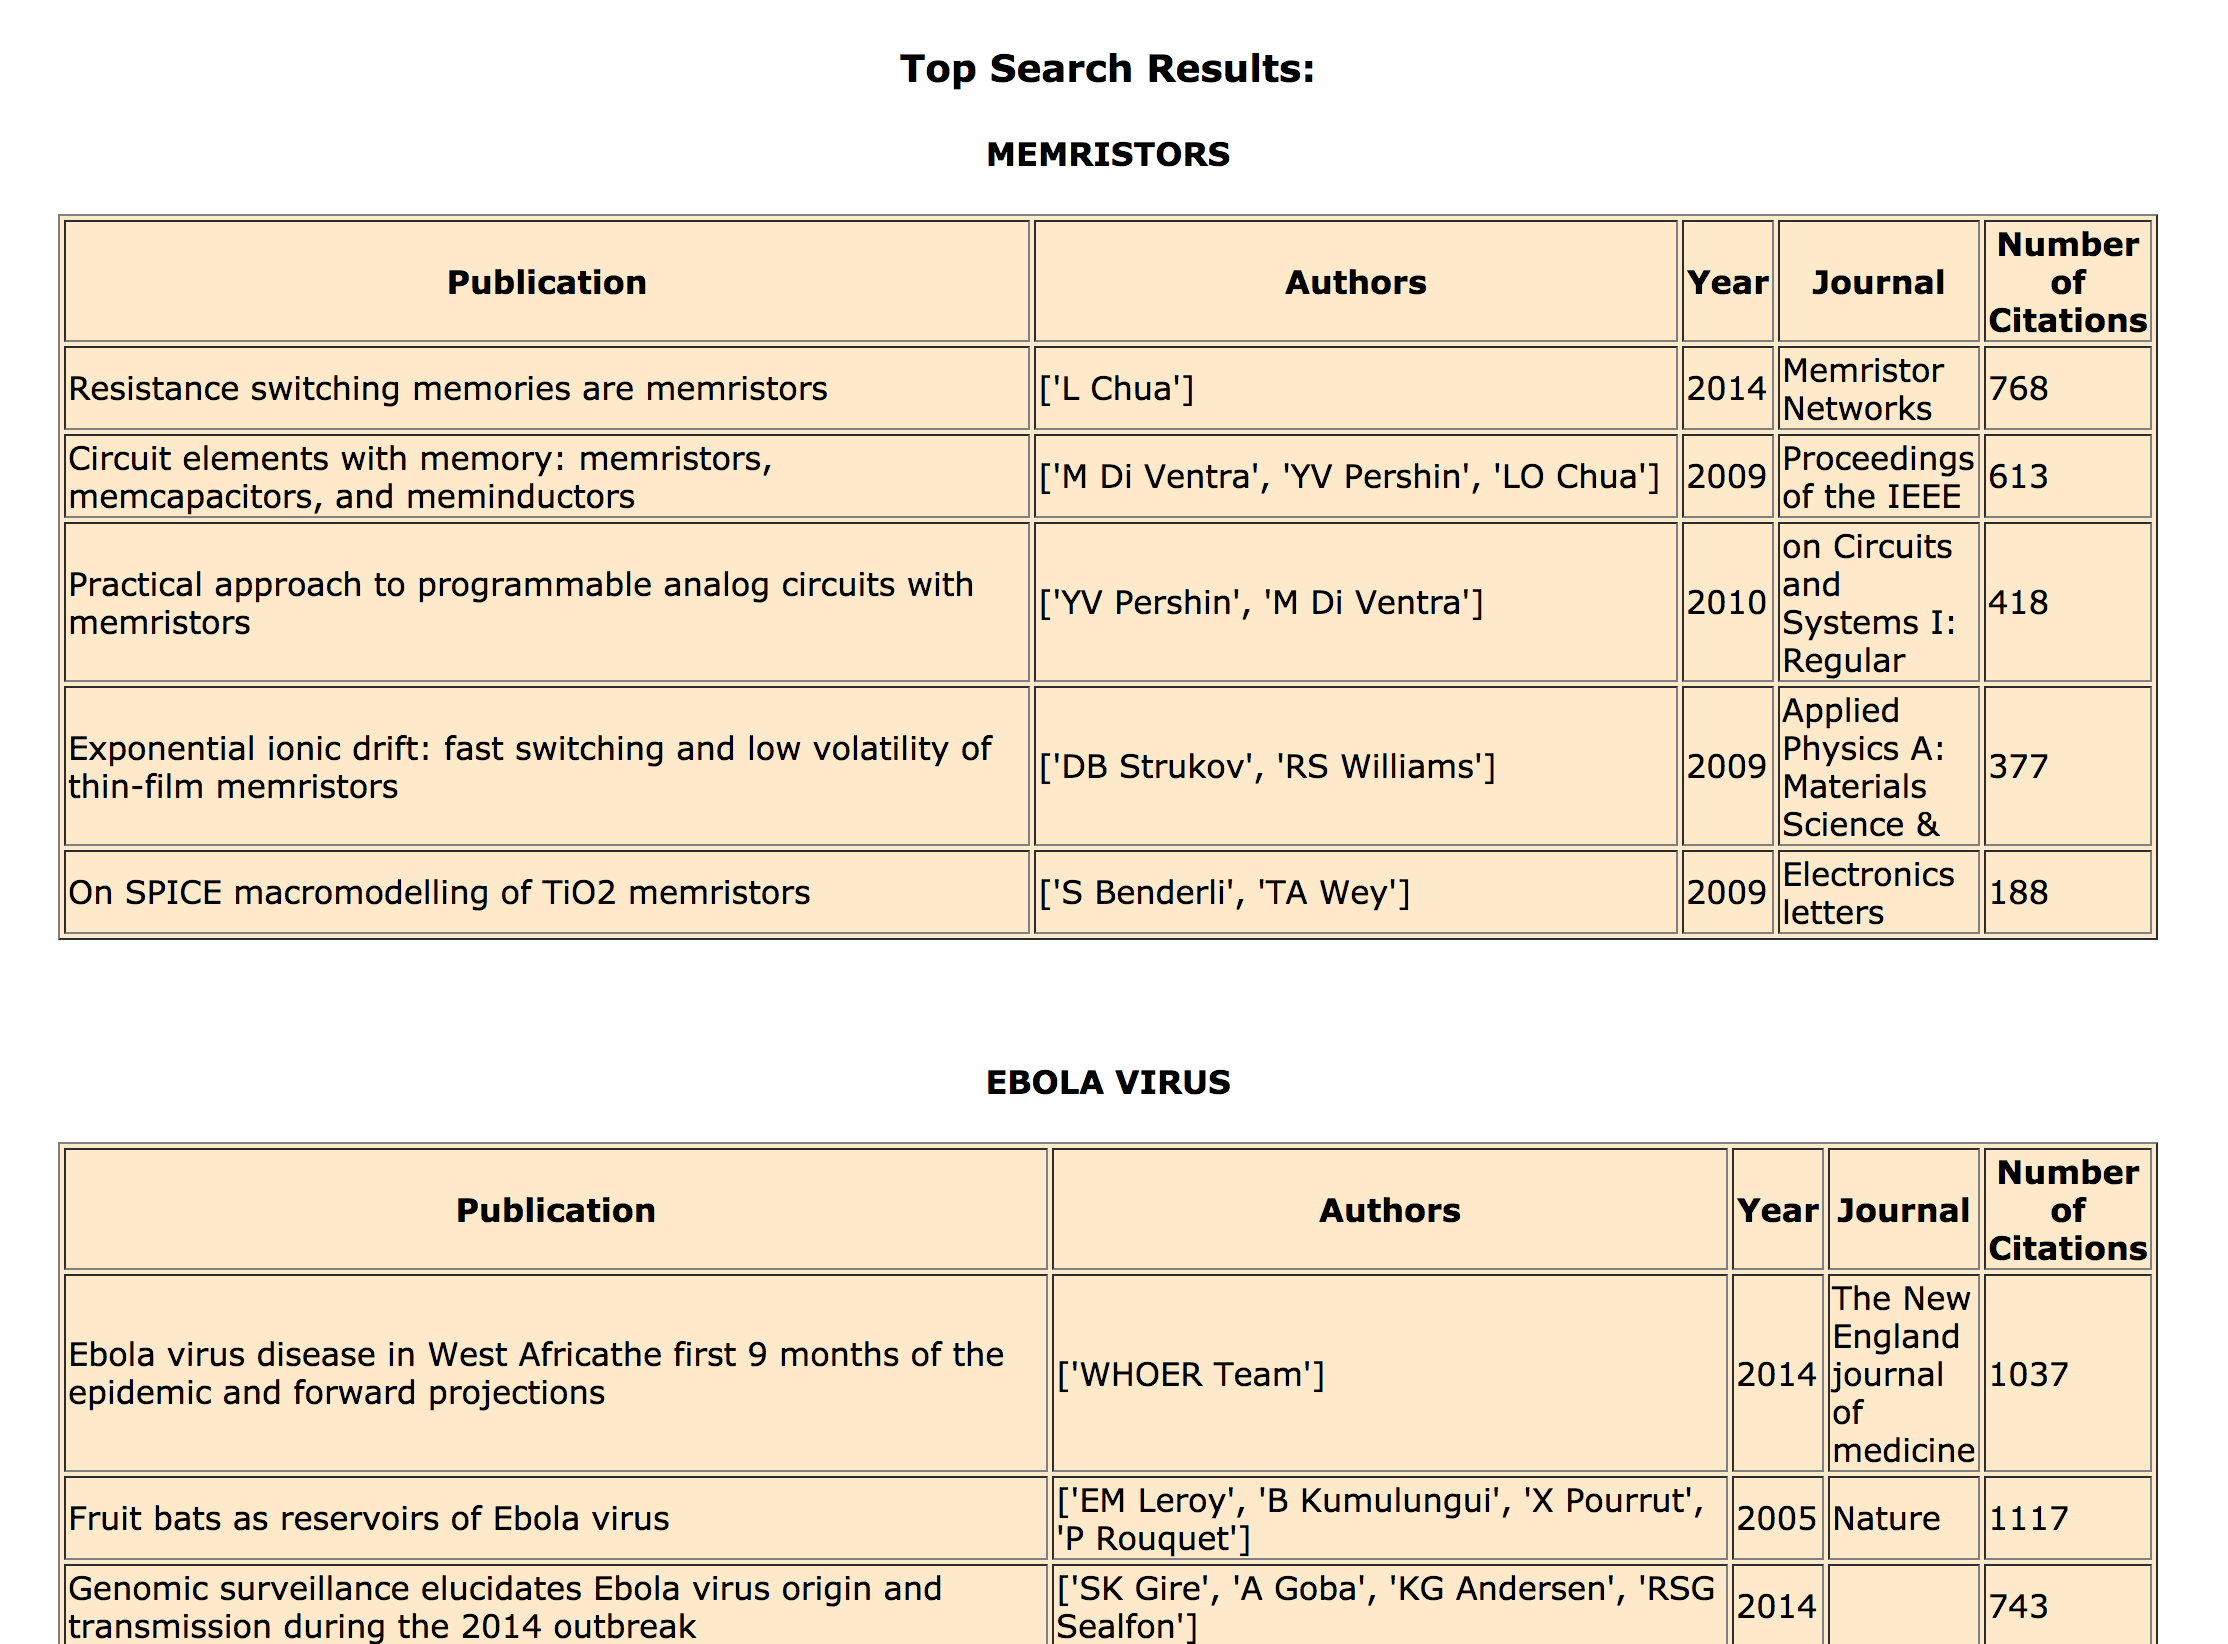 Top Search Results:
MEMRISTORS
Publication
Authors
Year
Journal
Number
of
Citations
Resistance switching memories are memristors
['L Chua']
2014
Memristor
Networks
768
Circuit elements with memory: memristors,
memcapacitors, and meminductors
['M Di Ventra', 'YV Pershin', 'LO Chua']
2009
Proceedings
of the IEEE
613
Practical approach to programmable analog circuits with
memristors
['YV Pershin', 'M Di Ventra']
2010
on Circuits
and
Systems I:
Regular
418
Exponential ionic drift: fast switching and low volatility of
thin-film memristors
['DB Strukov', 'RS Williams']
2009
Applied
Physics A:
Materials
Science &
377
On SPICE macromodelling of TiO2 memristors
['S Benderli', 'TA Wey']
2009
Electronics
letters
188
EBOLA VIRUS
Publication
Authors
Year
Journal
Number
of
Citations
Ebola virus disease in West Africathe first 9 months of the
epidemic and forward projections
['WHOER Team']
2014
The New
England
journal
of
medicine
1037
Fruit bats as reservoirs of Ebola virus
['EM Leroy', 'B Kumulungui', 'X Pourrut',
'P Rouquet']
2005
Nature
1117
Genomic surveillance elucidates Ebola virus origin and
transmission during the 2014 outbreak
['SK Gire', 'A Goba', 'KG Andersen', 'RSG
Sealfon']
2014
743